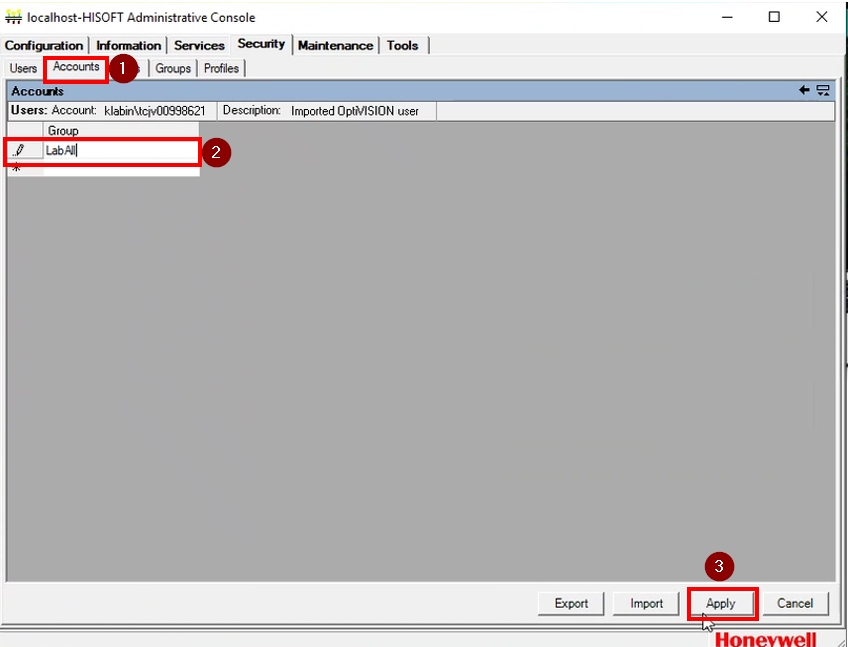 localhost-HISOFT Administrative Console
Configuration Information Services Security Maintenance Tools
Users Accounts 1 Groups Profiles
Accounts
Users: Account: klabin\tcjv00998621 Description: Imported OptiVISION user
Group
LabAll 2
*
3
Export Import Apply Cancel
Honeywell